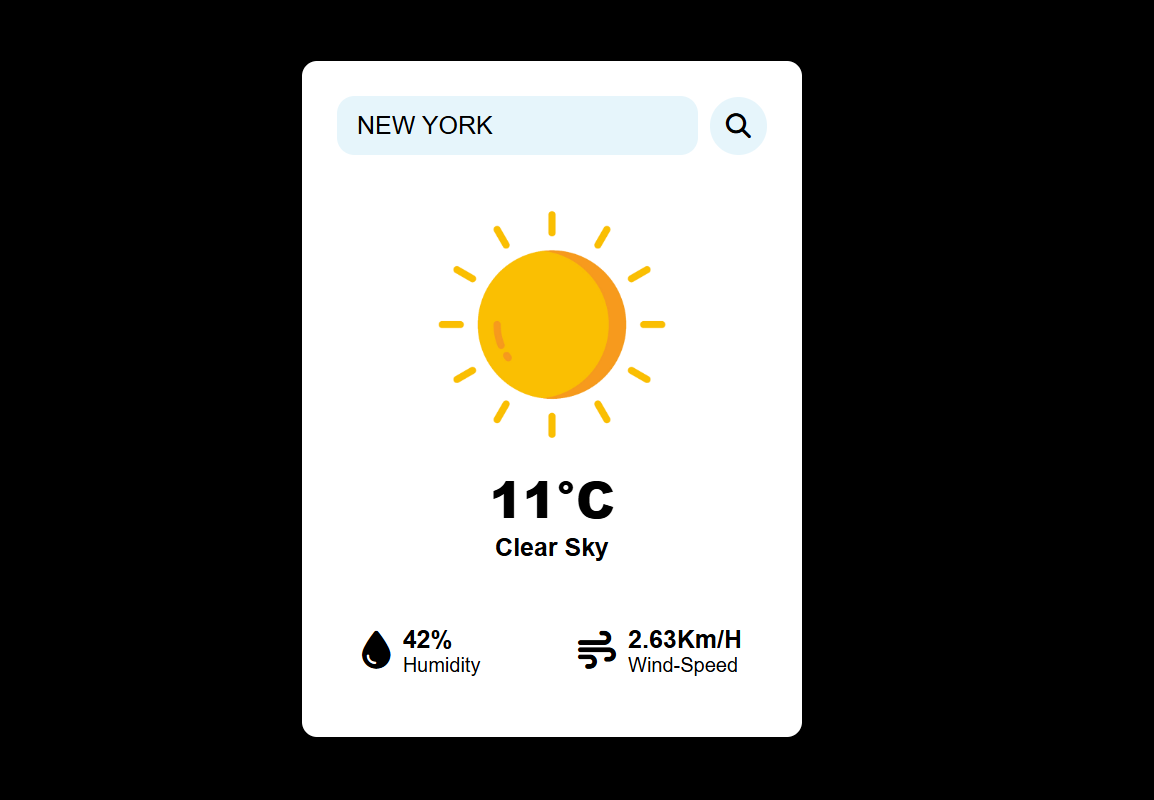 NEW YORK
11°C
Clear Sky
42%
Humidity
2.63Km/H
Wind-Speed